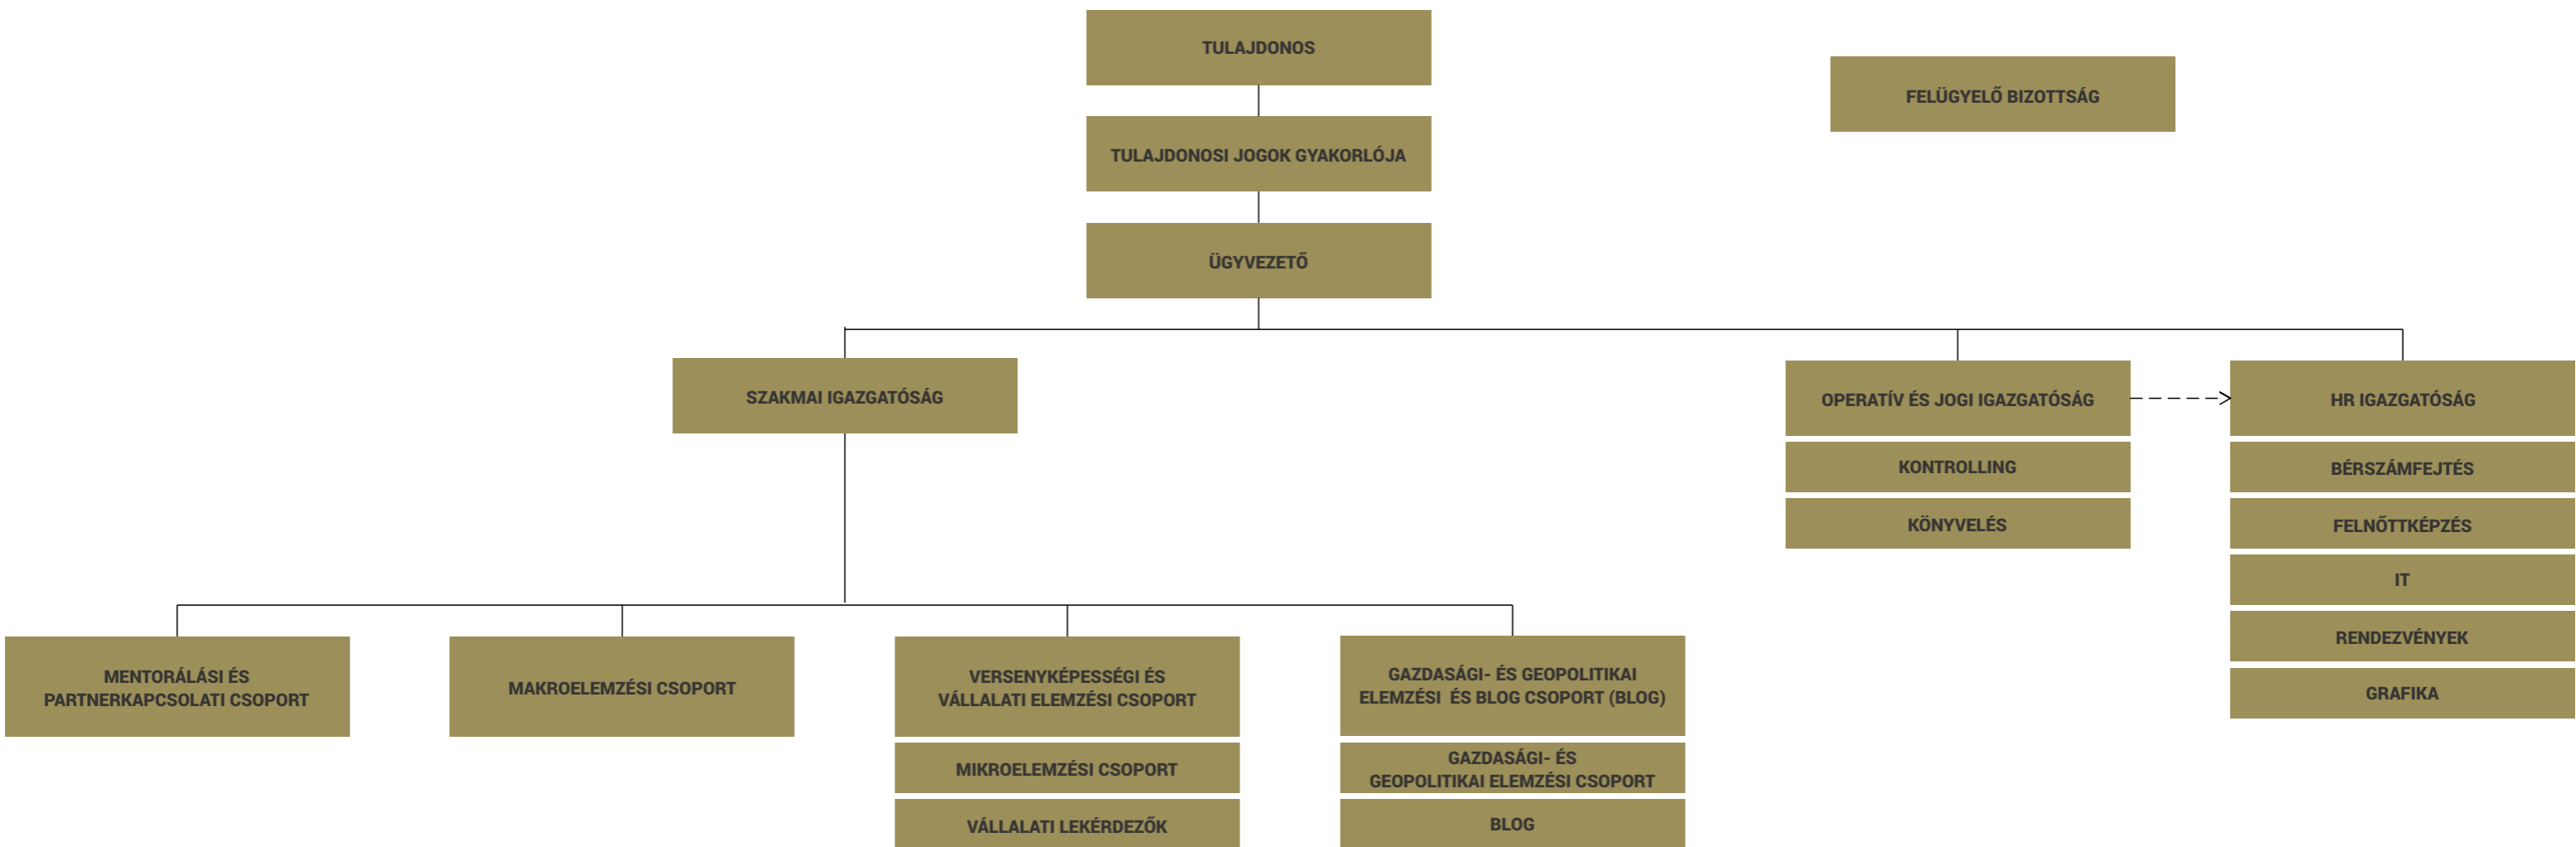 TULAJDONOS
FELÜGYELŐ BIZOTTSÁG
TULAJDONOSI JOGOK GYAKORLÓJA
ÜGYVEZETŐ
SZAKMAI IGAZGATÓSÁG
OPERATÍV ÉS JOGI IGAZGATÓSÁG
KONTROLLING
KÖNYVELÉS
HR IGAZGATÓSÁG
BÉRSZÁMFEJTÉS
FELNŐTTKÉPZÉS
IT
RENDEZVÉNYEK
GRAFIKA
MENTORÁLÁSI ÉS
PARTNERKAPCSOLATI CSOPORT
MAKROELEMZÉSI CSOPORT
VERSENYKÉPESSÉGI ÉS
VÁLLALATI ELEMZÉSI CSOPORT
MIKROELEMZÉSI CSOPORT
VÁLLALATI LEKÉRDEZŐK
GAZDASÁGI- ÉS GEOPOLITIKAI
ELEMZÉSI ÉS BLOG CSOPORT (BLOG)
GAZDASÁGI- ÉS
GEOPOLITIKAI ELEMZÉSI CSOPORT
BLOG